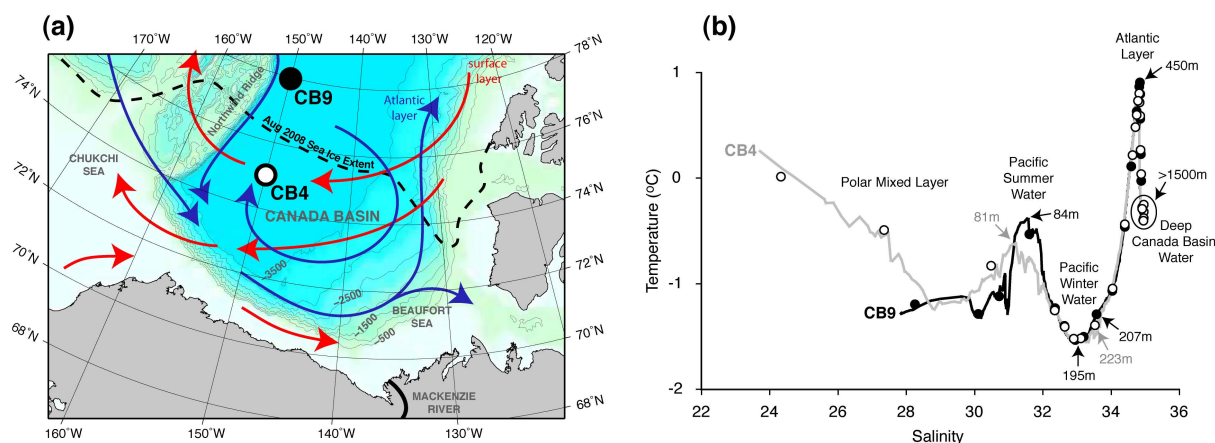 (a)
170°W
160°W
150°W
140°W
130°W
120°W
78°N
76°N
74°N
72°N
70°N
68°N
74°N
72°N
70°N
68°N
160°W
150°W
140°W
130°W
Northwind Ridge
CB9
surface
layer
Atlantic
layer
Aug 2008 Sea Ice Extent
CHUKCHI
SEA
CB4
CANADA BASIN
-3500
-2500
-1500
-500
BEAUFORT
SEA
MACKENZIE
RIVER
(b)
Temperature (°C)
1
0
-1
-2
22
24
26
28
30
32
34
36
Salinity
Atlantic
Layer
450m
CB4
Polar Mixed Layer
Pacific
Summer
Water
81m
84m
>1500m
Deep
Canada Basin
Water
Pacific
Winter
Water
CB9
207m
223m
195m